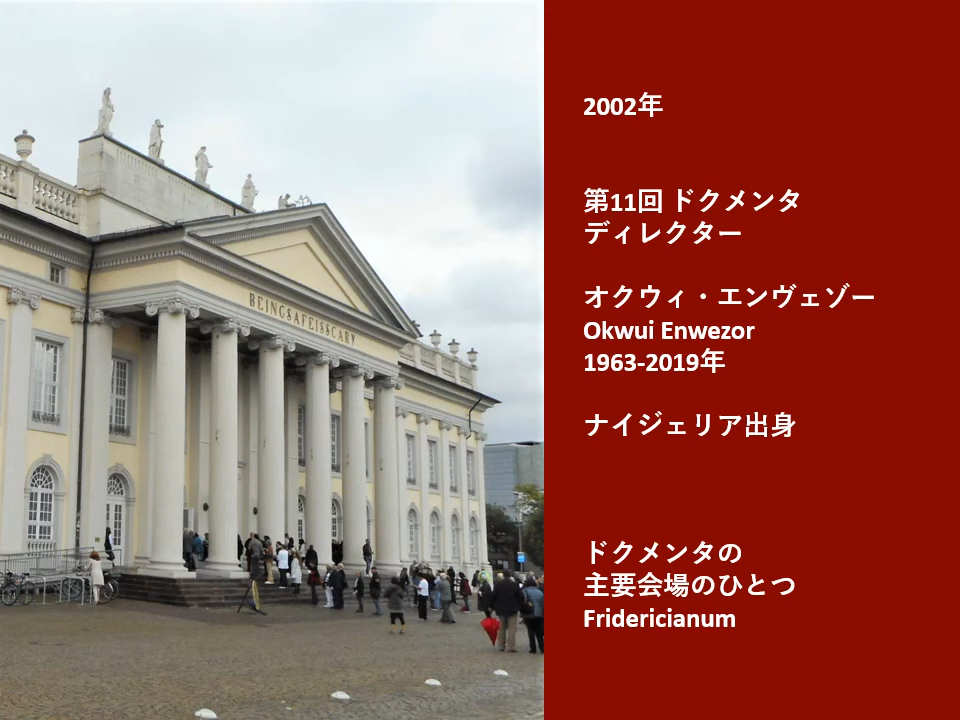 BEINGSAFEISSCARY
2002年
第11回 ドクメンタ
ディレクター
オクウィ・エンヴェゾー
Okwui Enwezor
1963-2019年
ナイジェリア出身
ドクメンタの
主要会場のひとつ
Fridericianum